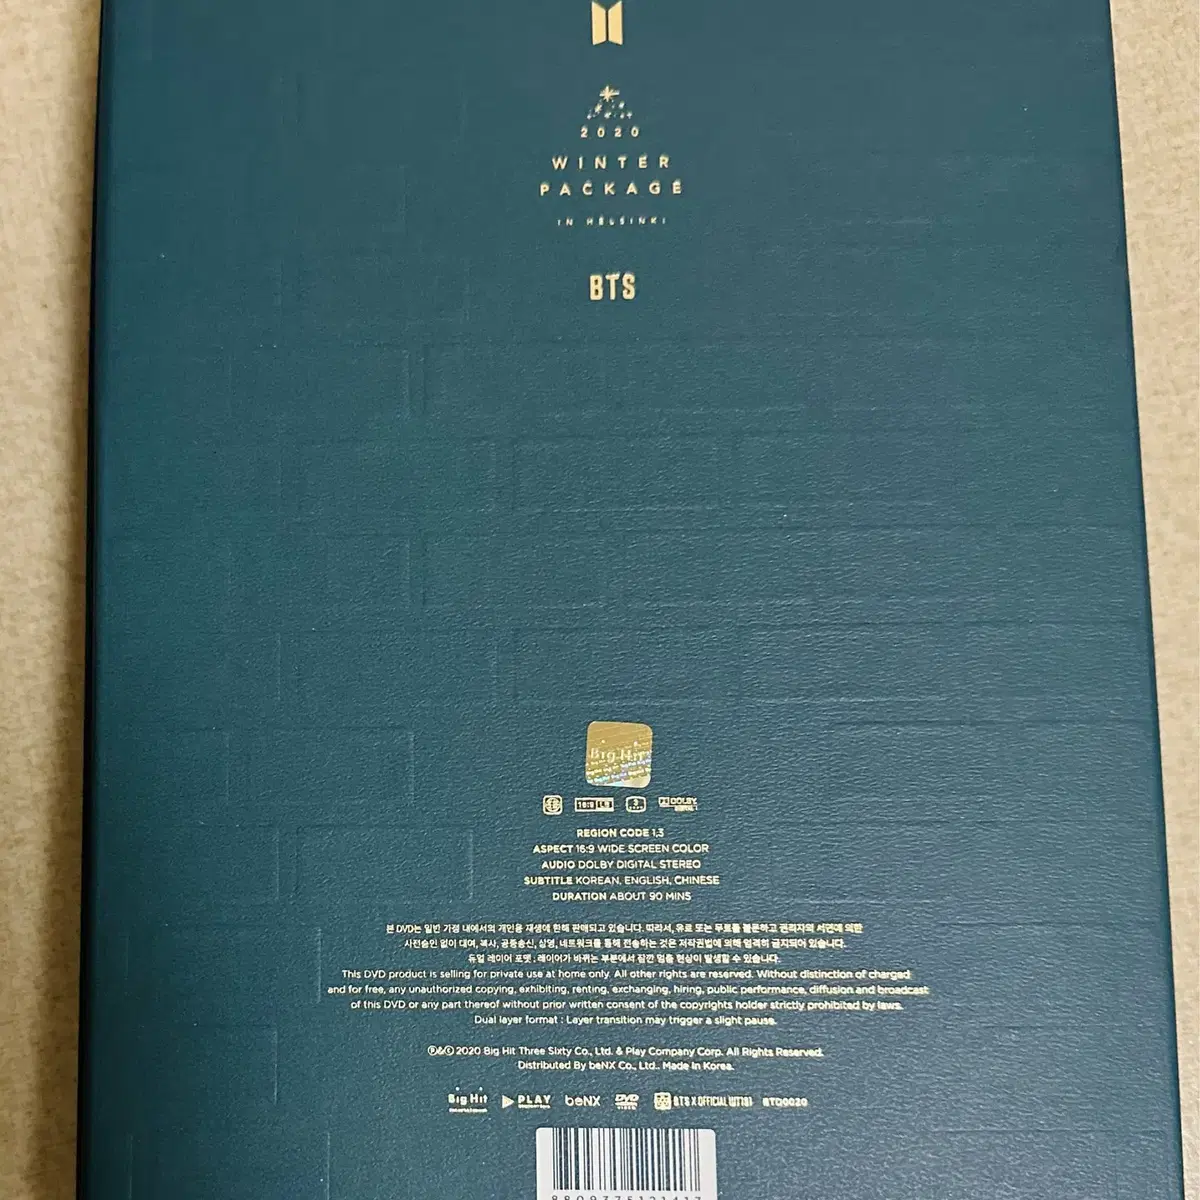 2020
WINTER
PACKAGE
IN HELSINKI
BTS
Big Hit
16:9 LB
3
DOLBY
DIGITAL
REGION CODE 1,3
ASPECT 16:9 WIDE SCREEN COLOR
AUDIO DOLBY DIGITAL STEREO
SUBTITLE KOREAN, ENGLISH, CHINESE
DURATION ABOUT 90 MINS
본 DVD는 일반 가정 내에서의 개인용 재생에 한해 판매되고 있습니다. 따라서, 유로 또는 무료를 불문하고 권리자의 서면에 의한
사전승인 없이 대여, 복사, 공중송신, 상영, 네트워크를 통해 전송하는 것은 저작권법에 의해 엄격히 금지되어 있습니다.
듀얼 레이어 포맷 : 레이어가 바뀌는 부분에서 잠깐 멈춤 현상이 발생할 수 있습니다.
This DVD product is selling for private use at home only. All other rights are reserved. Without distinction of charged
and for free, any unauthorized copying, exhibiting, renting, exchanging, hiring, public performance, diffusion and broadcast
of this DVD or any part thereof without prior written consent of the copyrights holder strictly prohibited by laws.
Dual layer format : Layer transition may trigger a slight pause.
℗&© 2020 Big Hit Three Sixty Co., Ltd. & Play Company Corp. All Rights Reserved.
Distributed By beNX Co., Ltd.. Made in Korea.
Big Hit Entertainment PLAY beNX DVD VIDEO BTS X OFFICIAL BTD0020
8809375121417